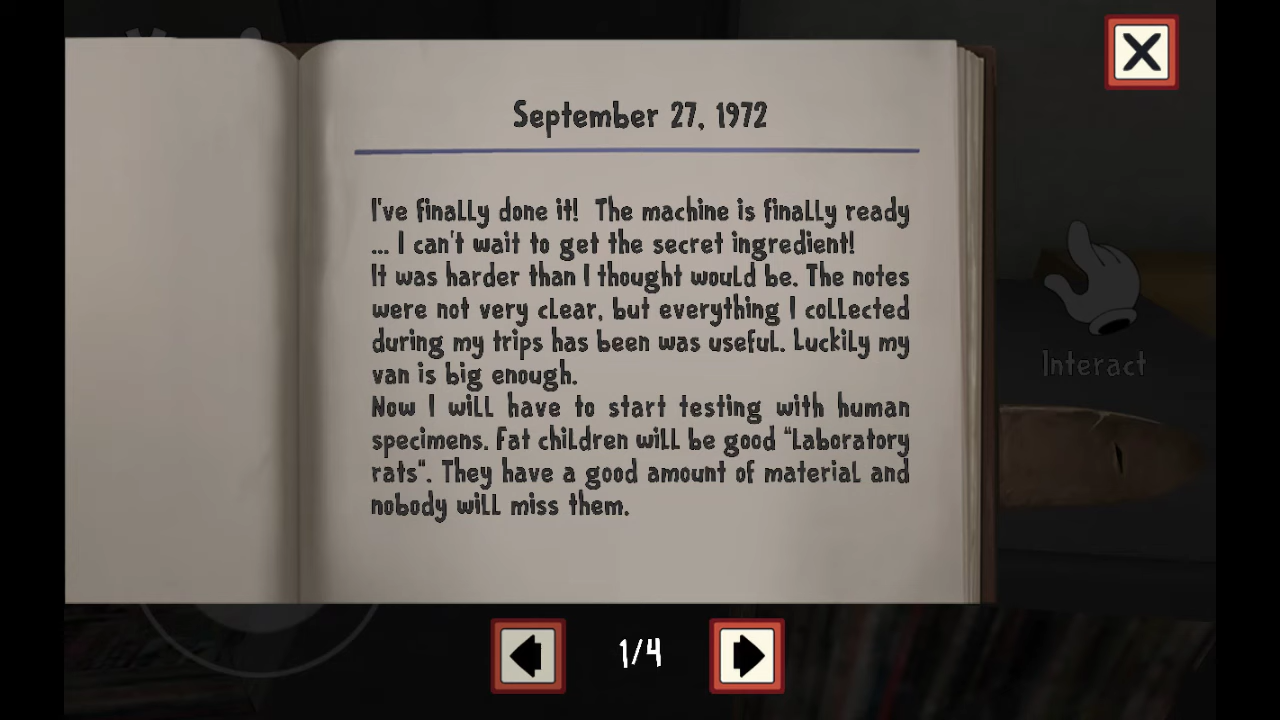 September 27, 1972
I've finally done it! The machine is finally ready
... I can't wait to get the secret ingredient!
It was harder than I thought would be. The notes
were not very clear, but everything I collected
during my trips has been was useful. Luckily my
van is big enough.
Now I will have to start testing with human
specimens. Fat children will be good "Laboratory
rats". They have a good amount of material and
nobody will miss them.
Interact
1/4